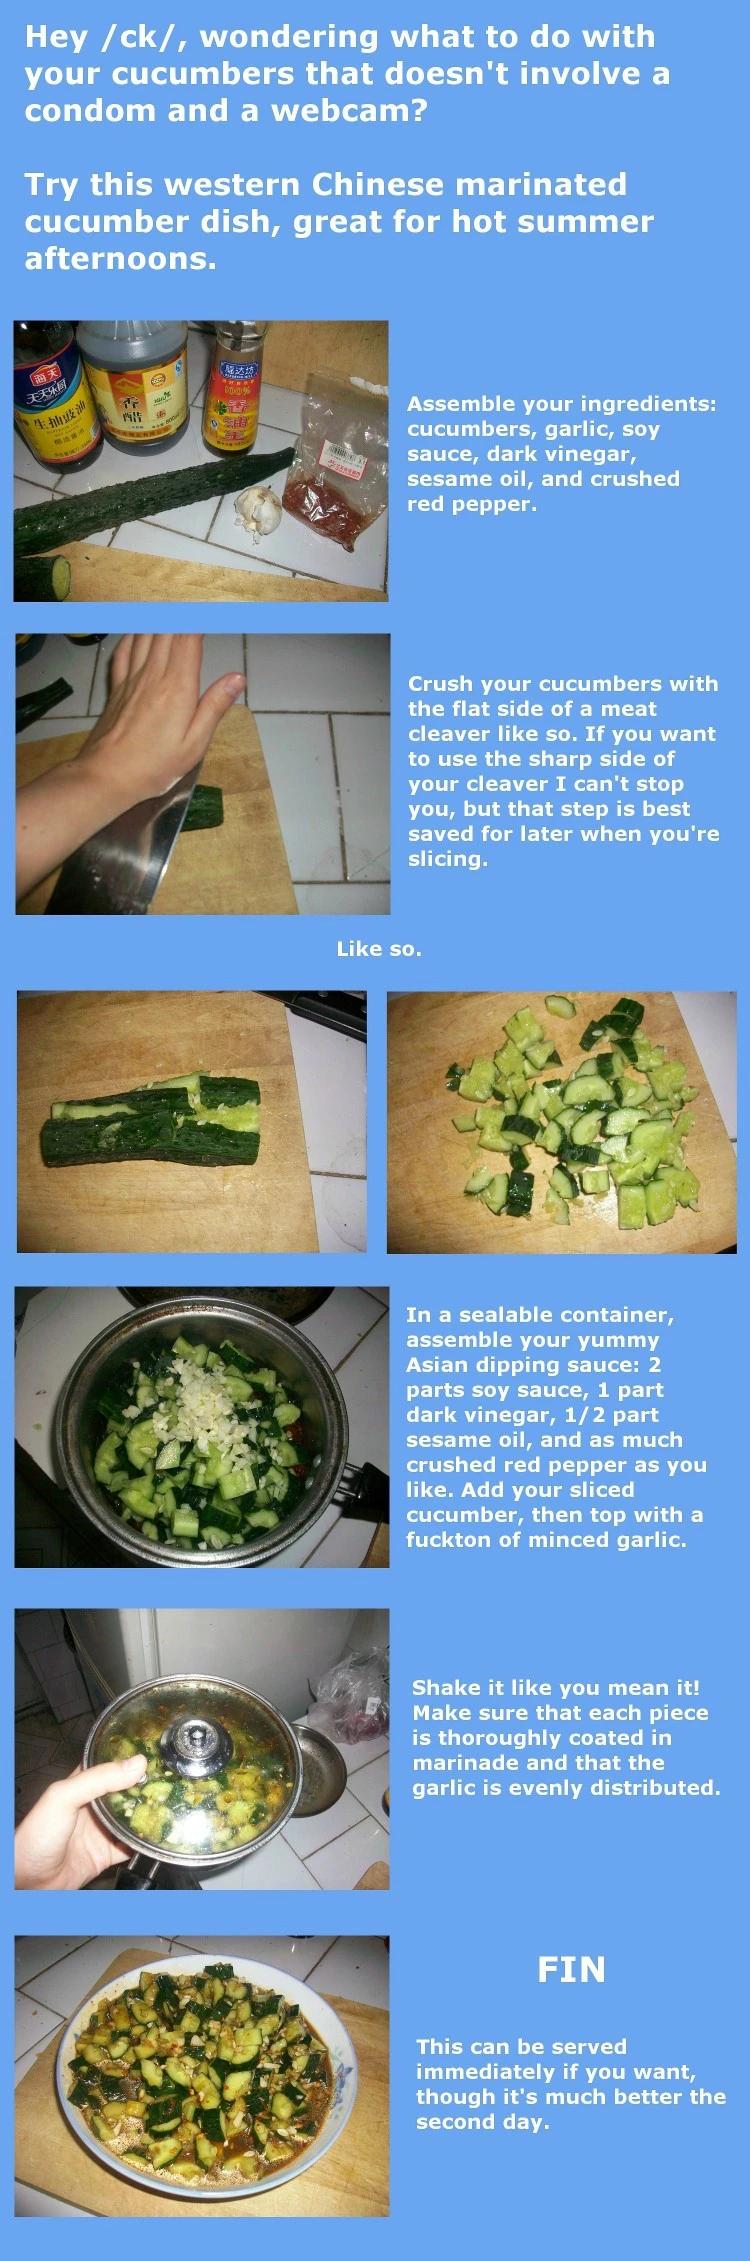 Hey /ck/, wondering what to do with
your cucumbers that doesn't involve a
condom and a webcam?
Try this western Chinese marinated
cucumber dish, great for hot summer
afternoons.
海天
天天乐厨
生抽豉油
香
醋
100%
香
油
王
Assemble your ingredients:
cucumbers, garlic, soy
sauce, dark vinegar,
sesame oil, and crushed
red pepper.
Crush your cucumbers with
the flat side of a meat
cleaver like so. If you want
to use the sharp side of
your cleaver I can't stop
you, but that step is best
saved for later when you're
slicing.
Like so.
In a sealable container,
assemble your yummy
Asian dipping sauce: 2
parts soy sauce, 1 part
dark vinegar, 1/2 part
sesame oil, and as much
crushed red pepper as you
like. Add your sliced
cucumber, then top with a
fuckton of minced garlic.
Shake it like you mean it!
Make sure that each piece
is thoroughly coated in
marinade and that the
garlic is evenly distributed.
FIN
This can be served
immediately if you want,
though it's much better the
second day.